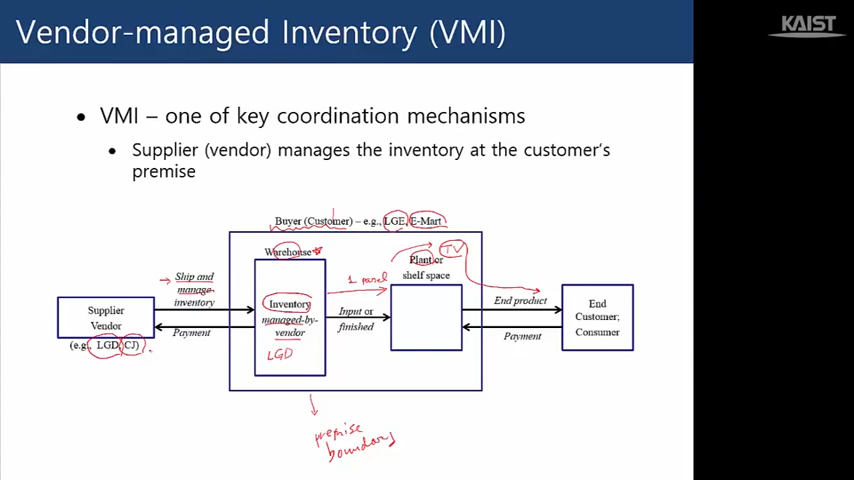 Vendor-managed Inventory (VMI)
KAIST
• VMI – one of key coordination mechanisms
• Supplier (vendor) manages the inventory at the customer's
premise
Buyer (Customer) – e.g., LGE, E-Mart
Warehouse
Plant or
shelf space
TV
Ship and
manage
inventory
1 panel
Supplier
Vendor
(e.g., LGD, CJ)
Payment
Inventory
managed-by-
vendor
LGD
Input or
finished
End product
Payment
End
Customer;
Consumer
premise
boundary